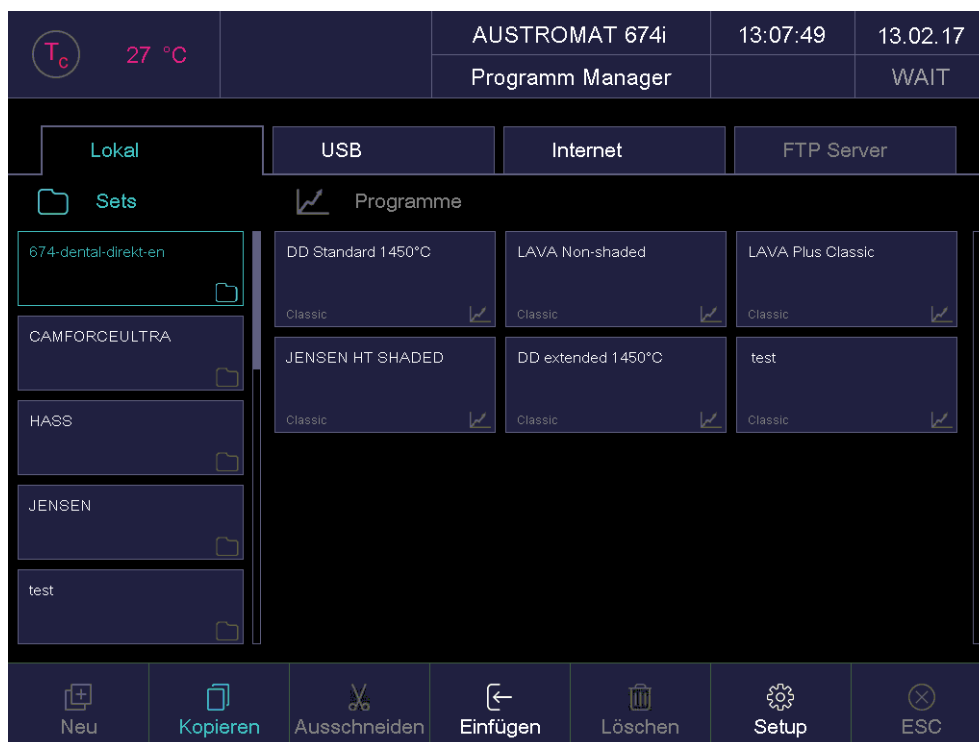 Tc 27 °C AUSTROMAT 674i 13:07:49 13.02.17
Programm Manager WAIT
Lokal USB Internet FTP Server
Sets Programme
674-dental-direkt-en
CAMFORCEULTRA
HASS
JENSEN
test
DD Standard 1450°C LAVA Non-shaded LAVA Plus Classic
Classic Classic Classic
JENSEN HT SHADED DD extended 1450°C test
Classic Classic Classic
Neu Kopieren Ausschneiden Einfügen Löschen Setup ESC